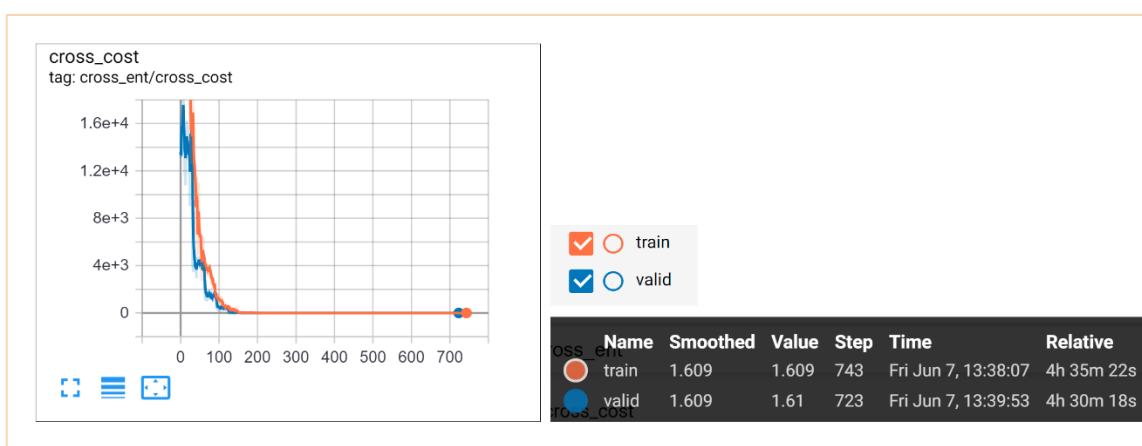 cross_cost
tag: cross_ent/cross_cost
1.6e+4
1.2e+4
8e+3
4e+3
0
0 100 200 300 400 500 600 700
train
valid
oss_ent
Name Smoothed Value Step Time Relative
train 1.609 1.609 743 Fri Jun 7, 13:38:07 4h 35m 22s
valid 1.609 1.61 723 Fri Jun 7, 13:39:53 4h 30m 18s
ross_cost